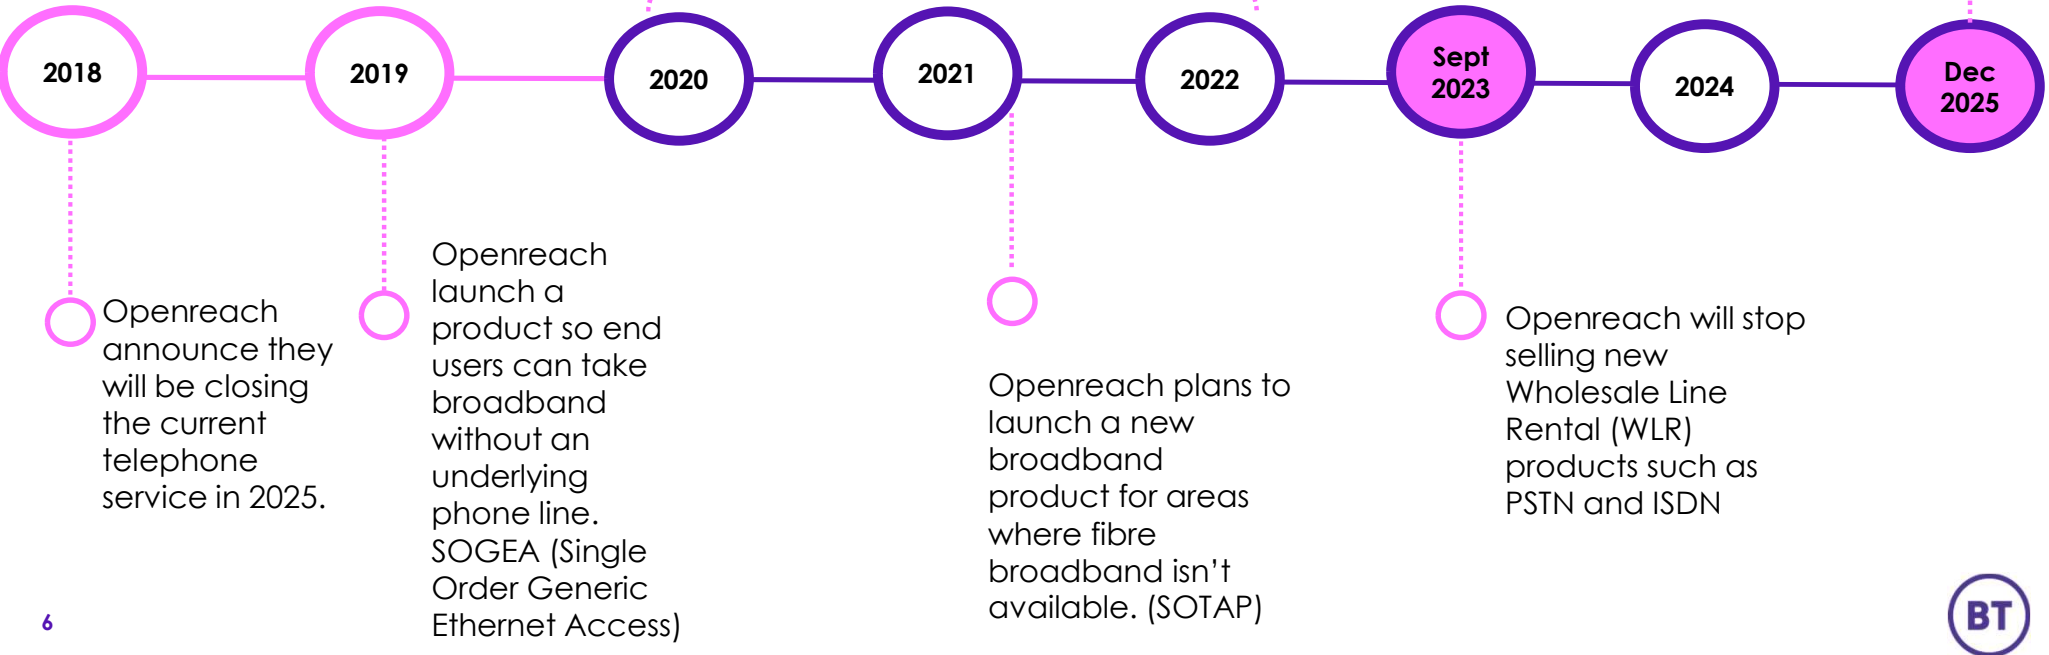 2018
2019
2020
2021
2022
Sept
2023
2024
Dec
2025
Openreach
announce they
will be closing
the current
telephone
service in 2025.
Openreach
launch a
product so end
users can take
broadband
without an
underlying
phone line.
SOGEA (Single
Order Generic
Ethernet Access)
Openreach plans to
launch a new
broadband
product for areas
where fibre
broadband isn't
available. (SOTAP)
Openreach will stop
selling new
Wholesale Line
Rental (WLR)
products such as
PSTN and ISDN
6
BT